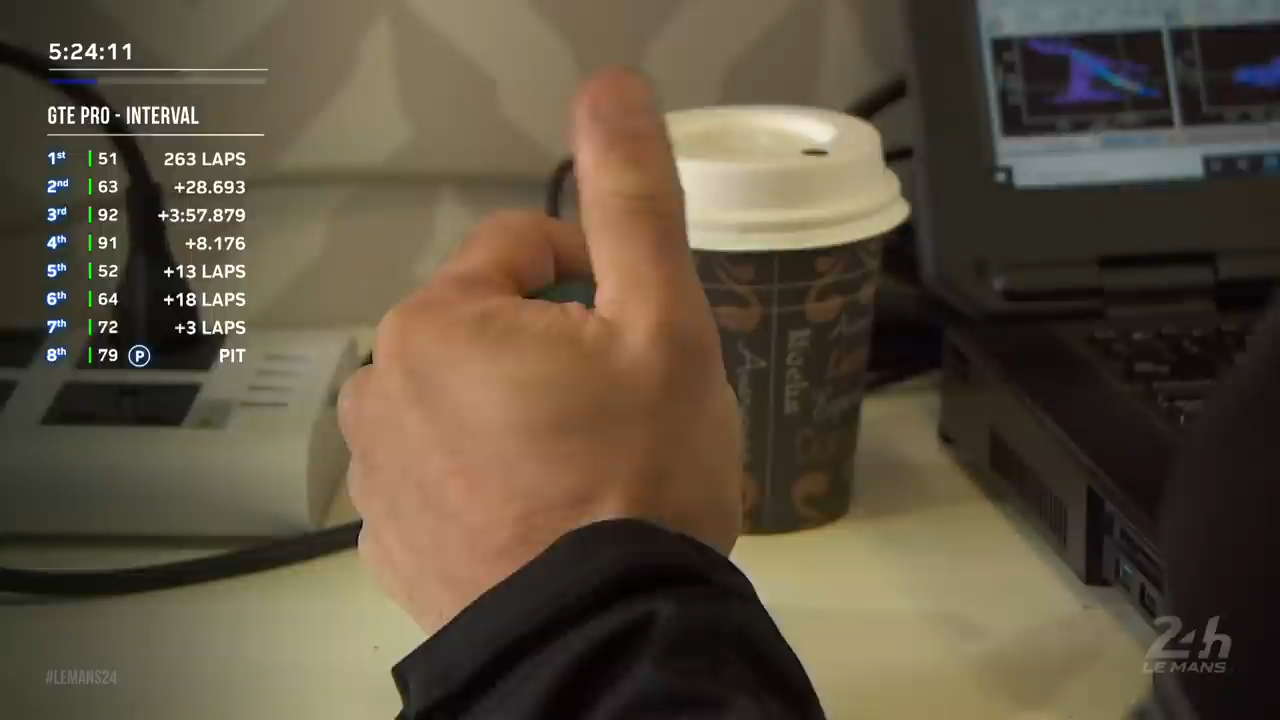 5:24:11
GTE PRO - INTERVAL
1st 51 263 LAPS
2nd 63 +28.693
3rd 92 +3:57.879
4th 91 +8.176
5th 52 +13 LAPS
6th 64 +18 LAPS
7th 72 +3 LAPS
8th 79 P PIT
24h
LE MANS
#LEMANS24